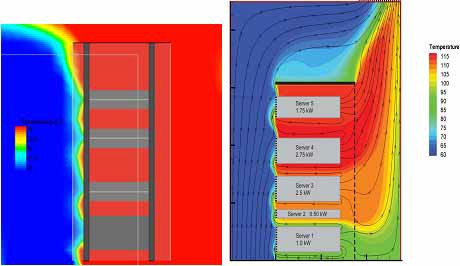 Temperature
115
110
105
100
95
90
85
80
75
70
65
60
Server 5
1.75 kW
Server 4
2.75 kW
Server 3
2.5 kW
Server 2 0.50 kW
Server 1
1.0 kW